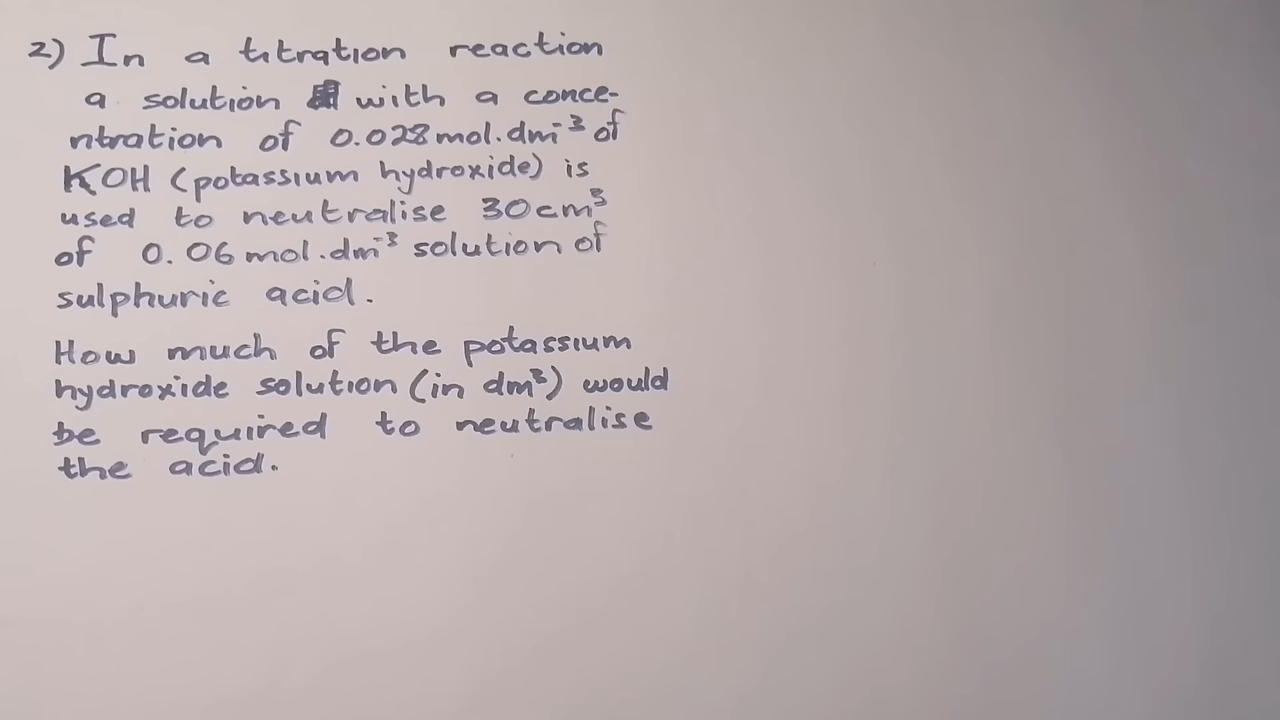 2) In a titration reaction
a solution with a conce-
ntration of 0.028 mol.dm⁻³ of
KOH (potassium hydroxide) is
used to neutralise 30cm³
of 0.06 mol.dm⁻³ solution of
sulphuric acid.
How much of the potassium
hydroxide solution (in dm³) would
be required to neutralise
the acid.